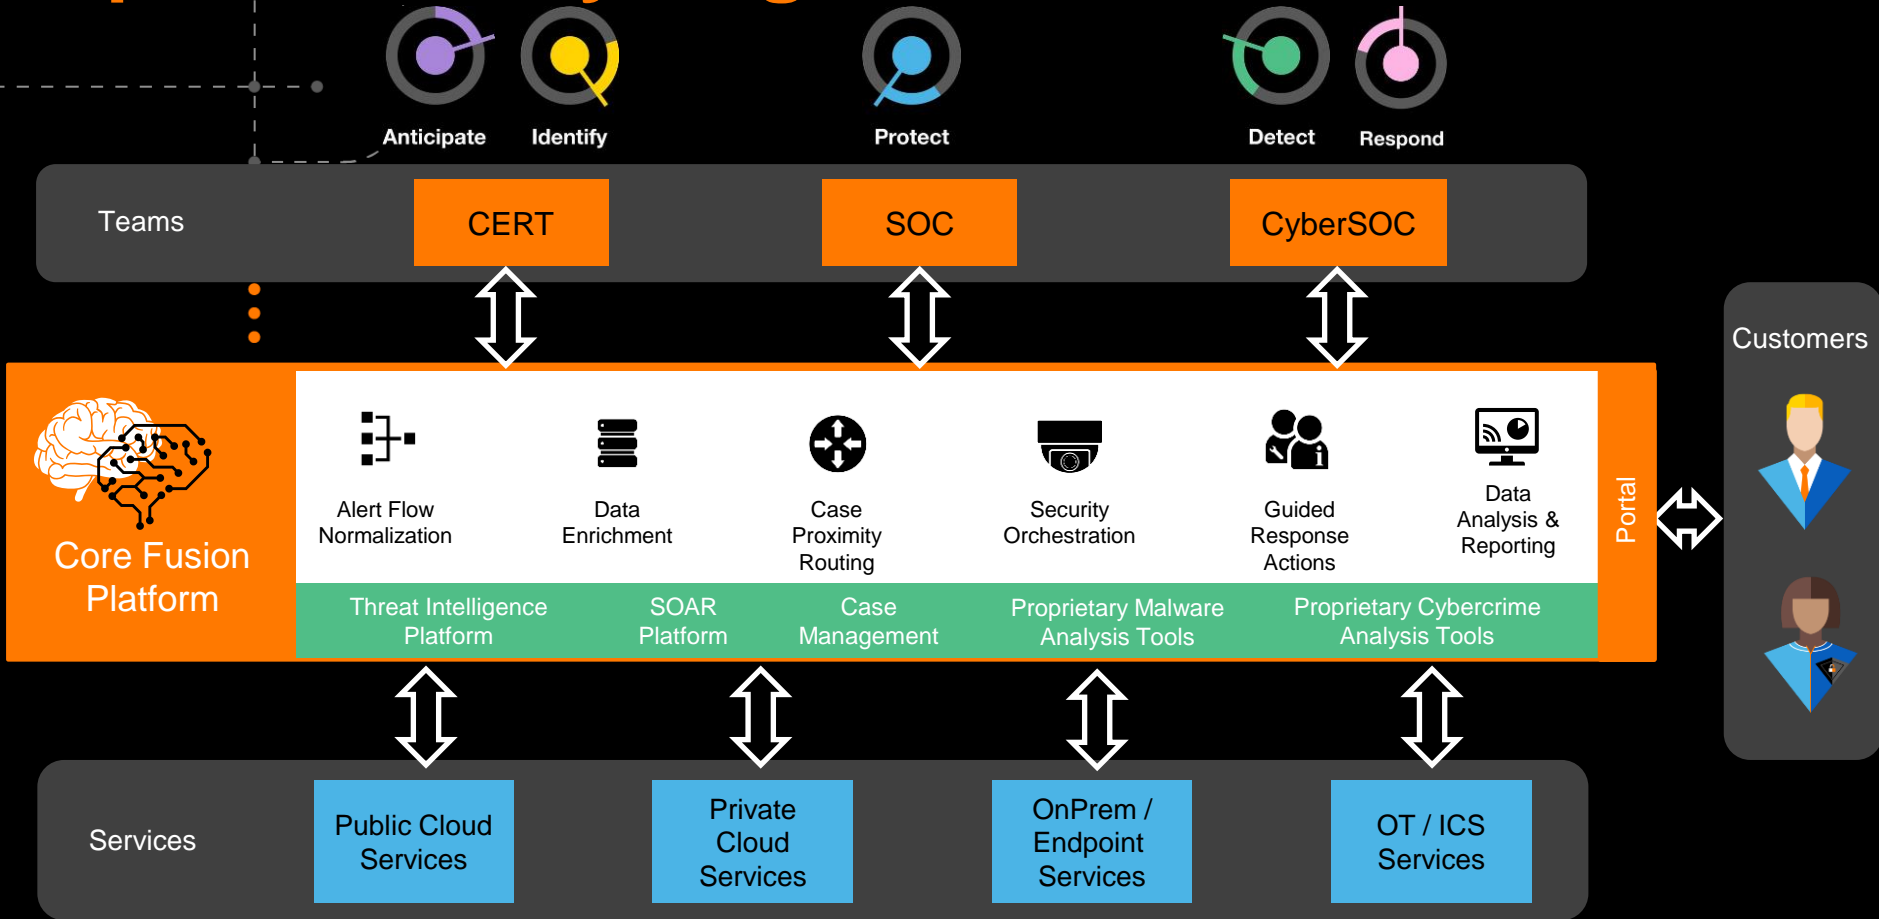 Anticipate
Identify
Protect
Detect
Respond
Teams
CERT
SOC
CyberSOC
Customers
Core Fusion
Platform
Alert Flow
Normalization
Data
Enrichment
Case
Proximity
Routing
Security
Orchestration
i
Guided
Response
Actions
Data
Analysis &
Reporting
Portal
Threat Intelligence
Platform
SOAR
Platform
Case
Management
Proprietary Malware
Analysis Tools
Proprietary Cybercrime
Analysis Tools
Services
Public Cloud
Services
Private
Cloud
Services
OnPrem /
Endpoint
Services
OT / ICS
Services